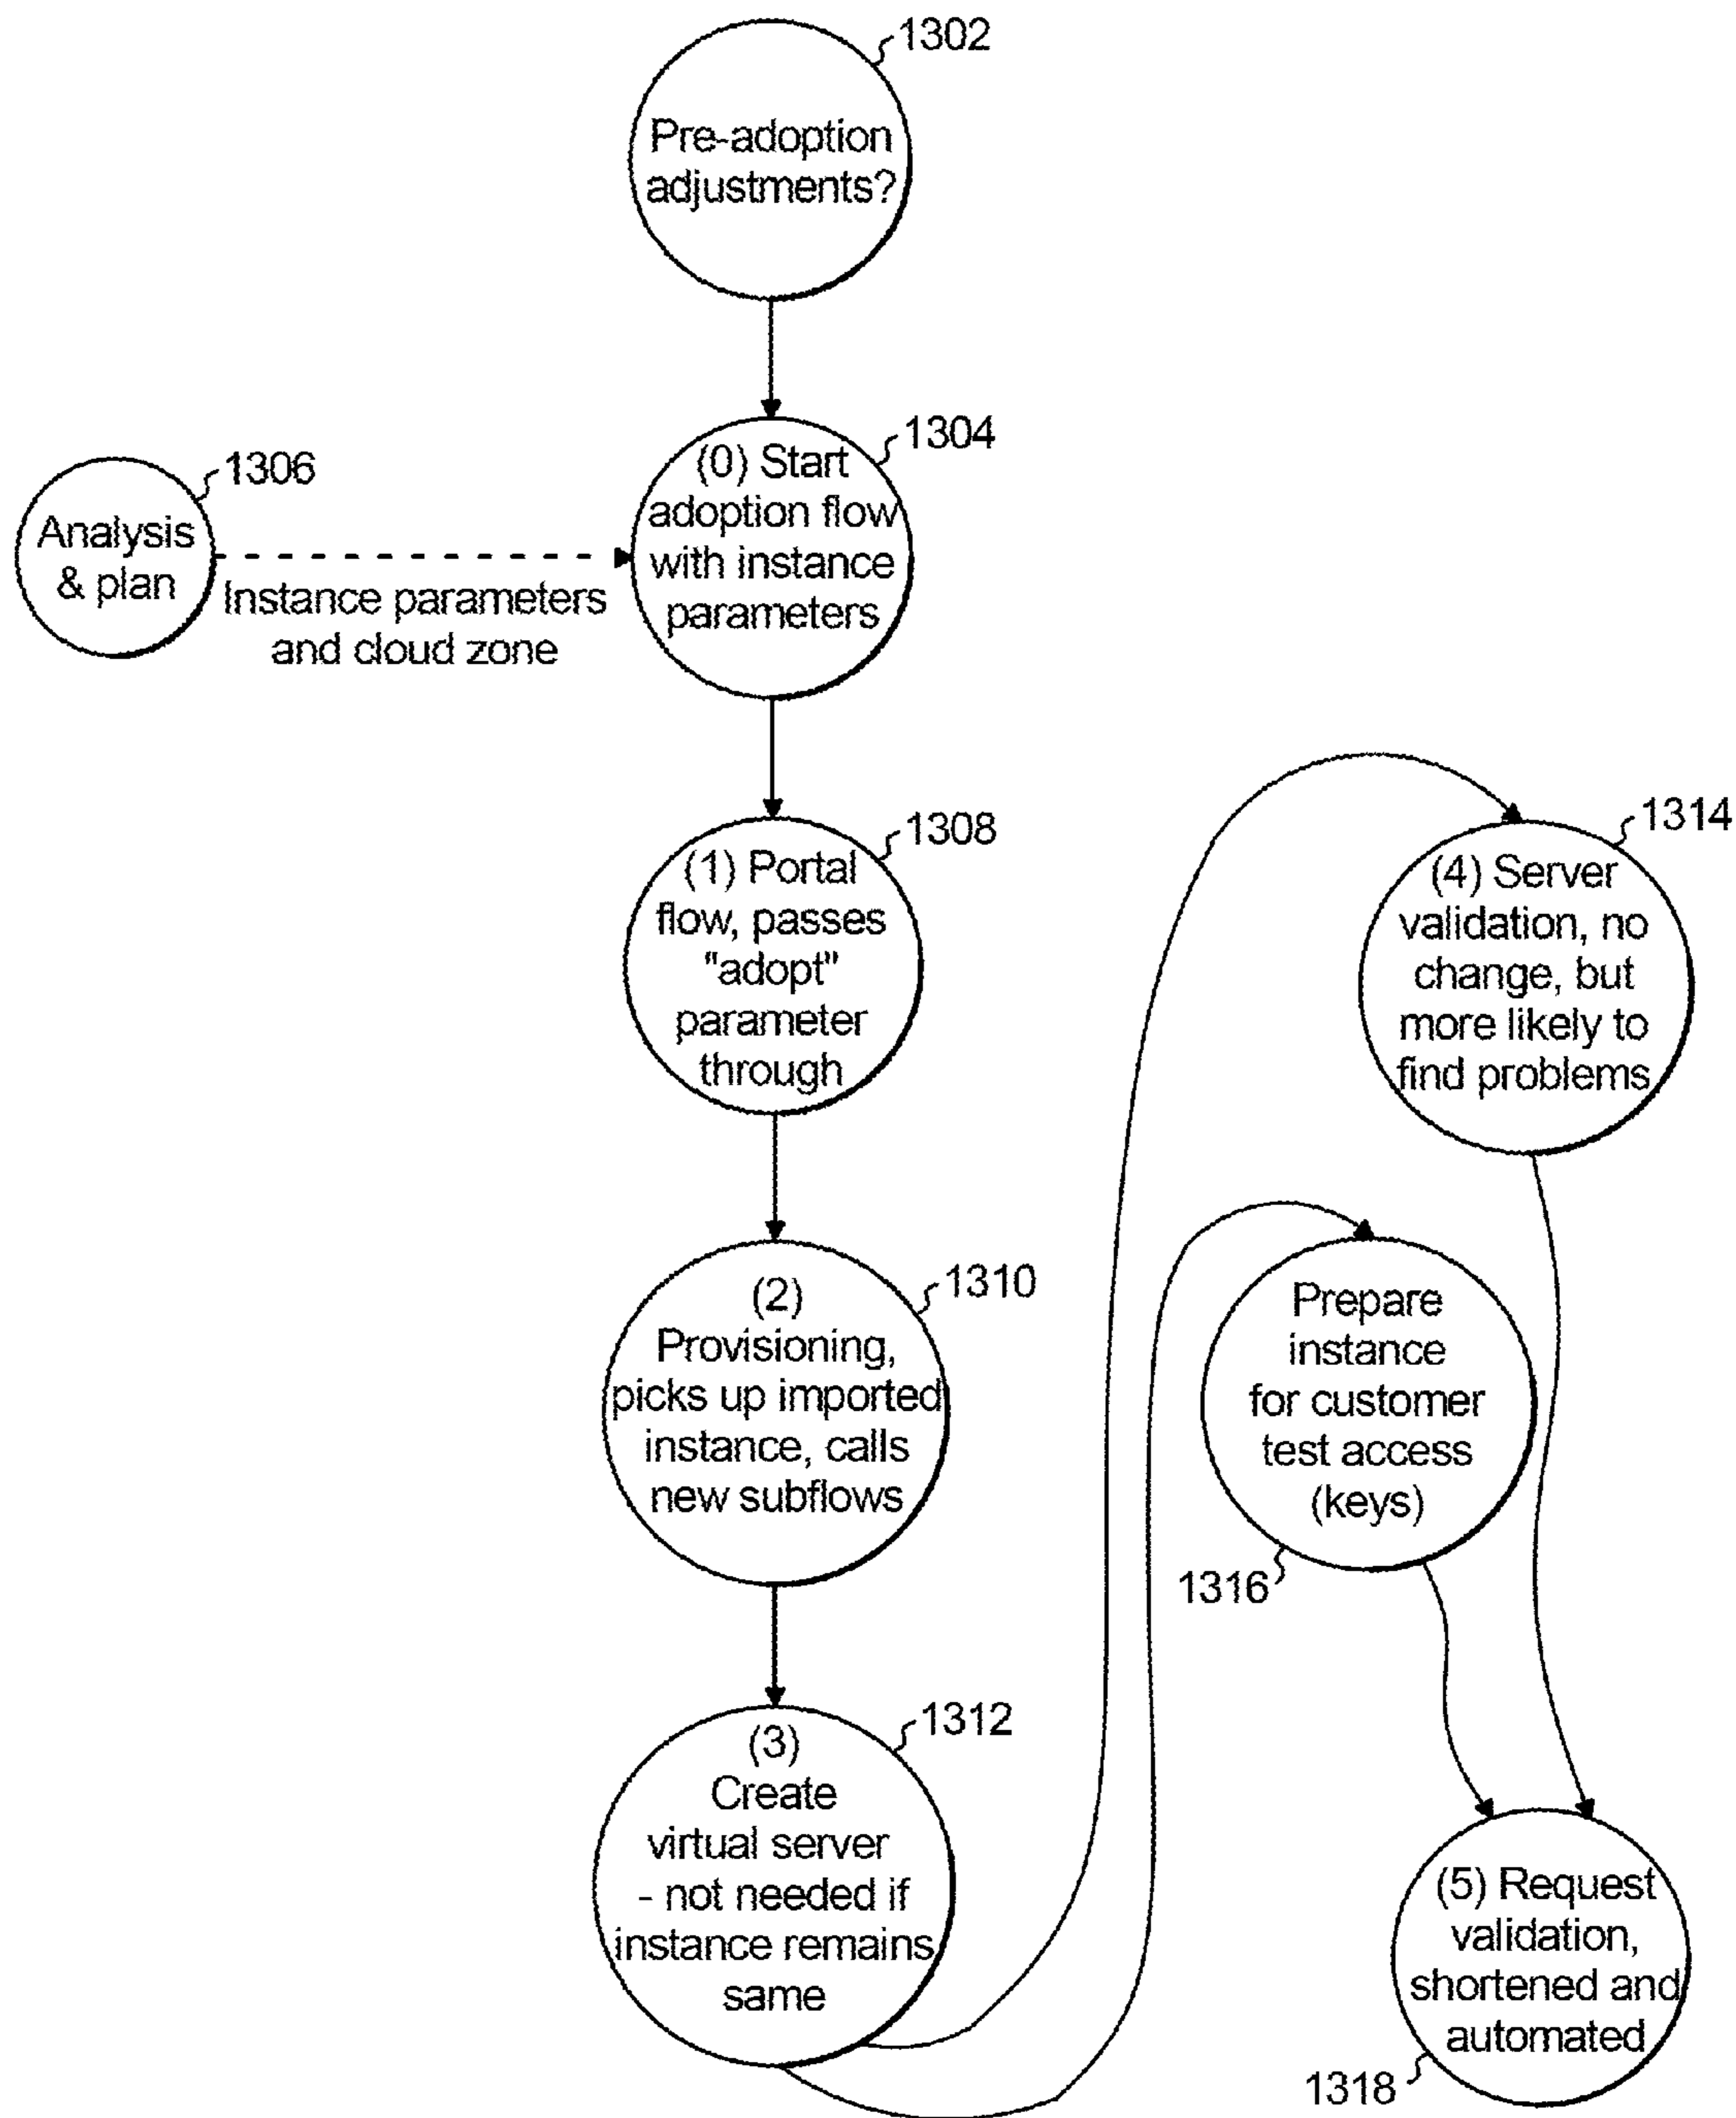 1302
Pre-adoption
adjustments?
1304
(0) Start
adoption flow
with instance
parameters
1306
Analysis
& plan
Instance parameters
and cloud zone
1308
(1) Portal
flow, passes
"adopt"
parameter
through
1310
(2)
Provisioning,
picks up imported
instance, calls
new subflows
1312
(3)
Create
virtual server
- not needed if
instance remains
same
1314
(4) Server
validation, no
change, but
more likely to
find problems
Prepare
instance
for customer
test access
(keys)
1316
(5) Request
validation,
shortened and
automated
1318